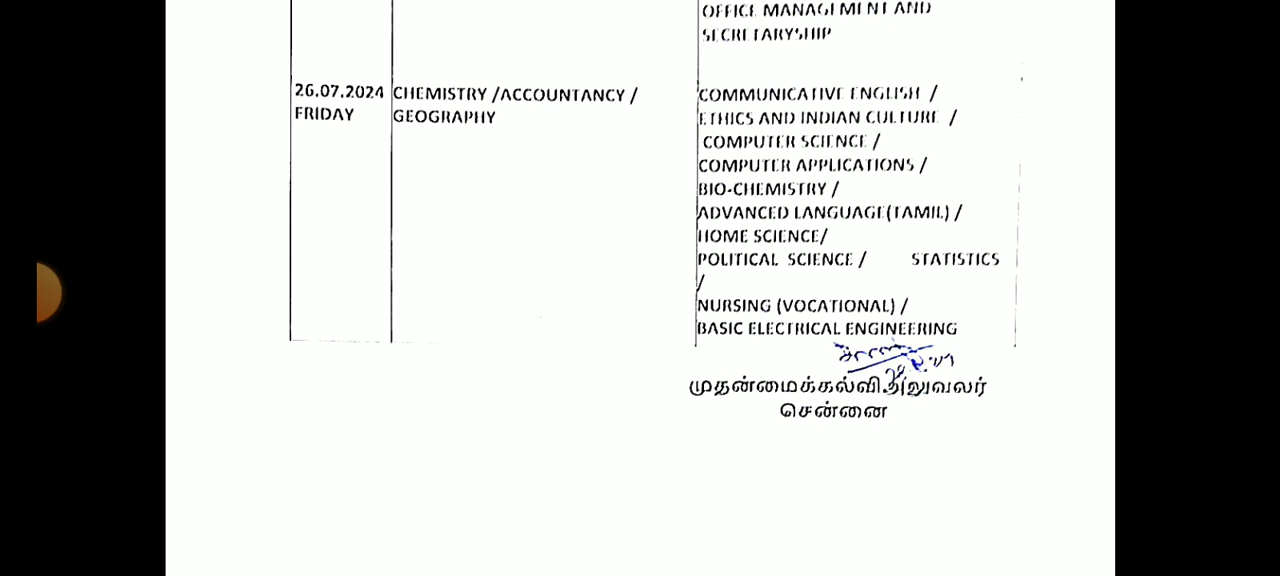 OFFICE MANAGEMENT AND
SECRETARYSHIP
26.07.2024
FRIDAY
CHEMISTRY /ACCOUNTANCY /
GEOGRAPHY
COMMUNICATIVE ENGLISH /
ETHICS AND INDIAN CULTURE /
COMPUTER SCIENCE /
COMPUTER APPLICATIONS /
BIO-CHEMISTRY /
ADVANCED LANGUAGE(TAMIL) /
HOME SCIENCE/
POLITICAL SCIENCE / STATISTICS
/
NURSING (VOCATIONAL) /
BASIC ELECTRICAL ENGINEERING
முதன்மைக்கல்வி அலுவலர்
சென்னை